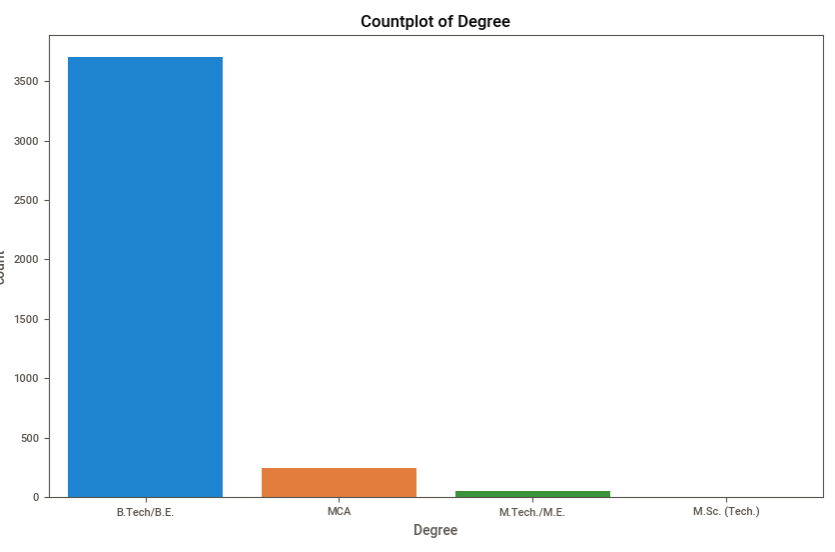 Countplot of Degree
3500
3000
2500
2000
1500
1000
500
0
B.Tech/B.E.
MCA
M.Tech./M.E.
M.Sc. (Tech.)
Degree